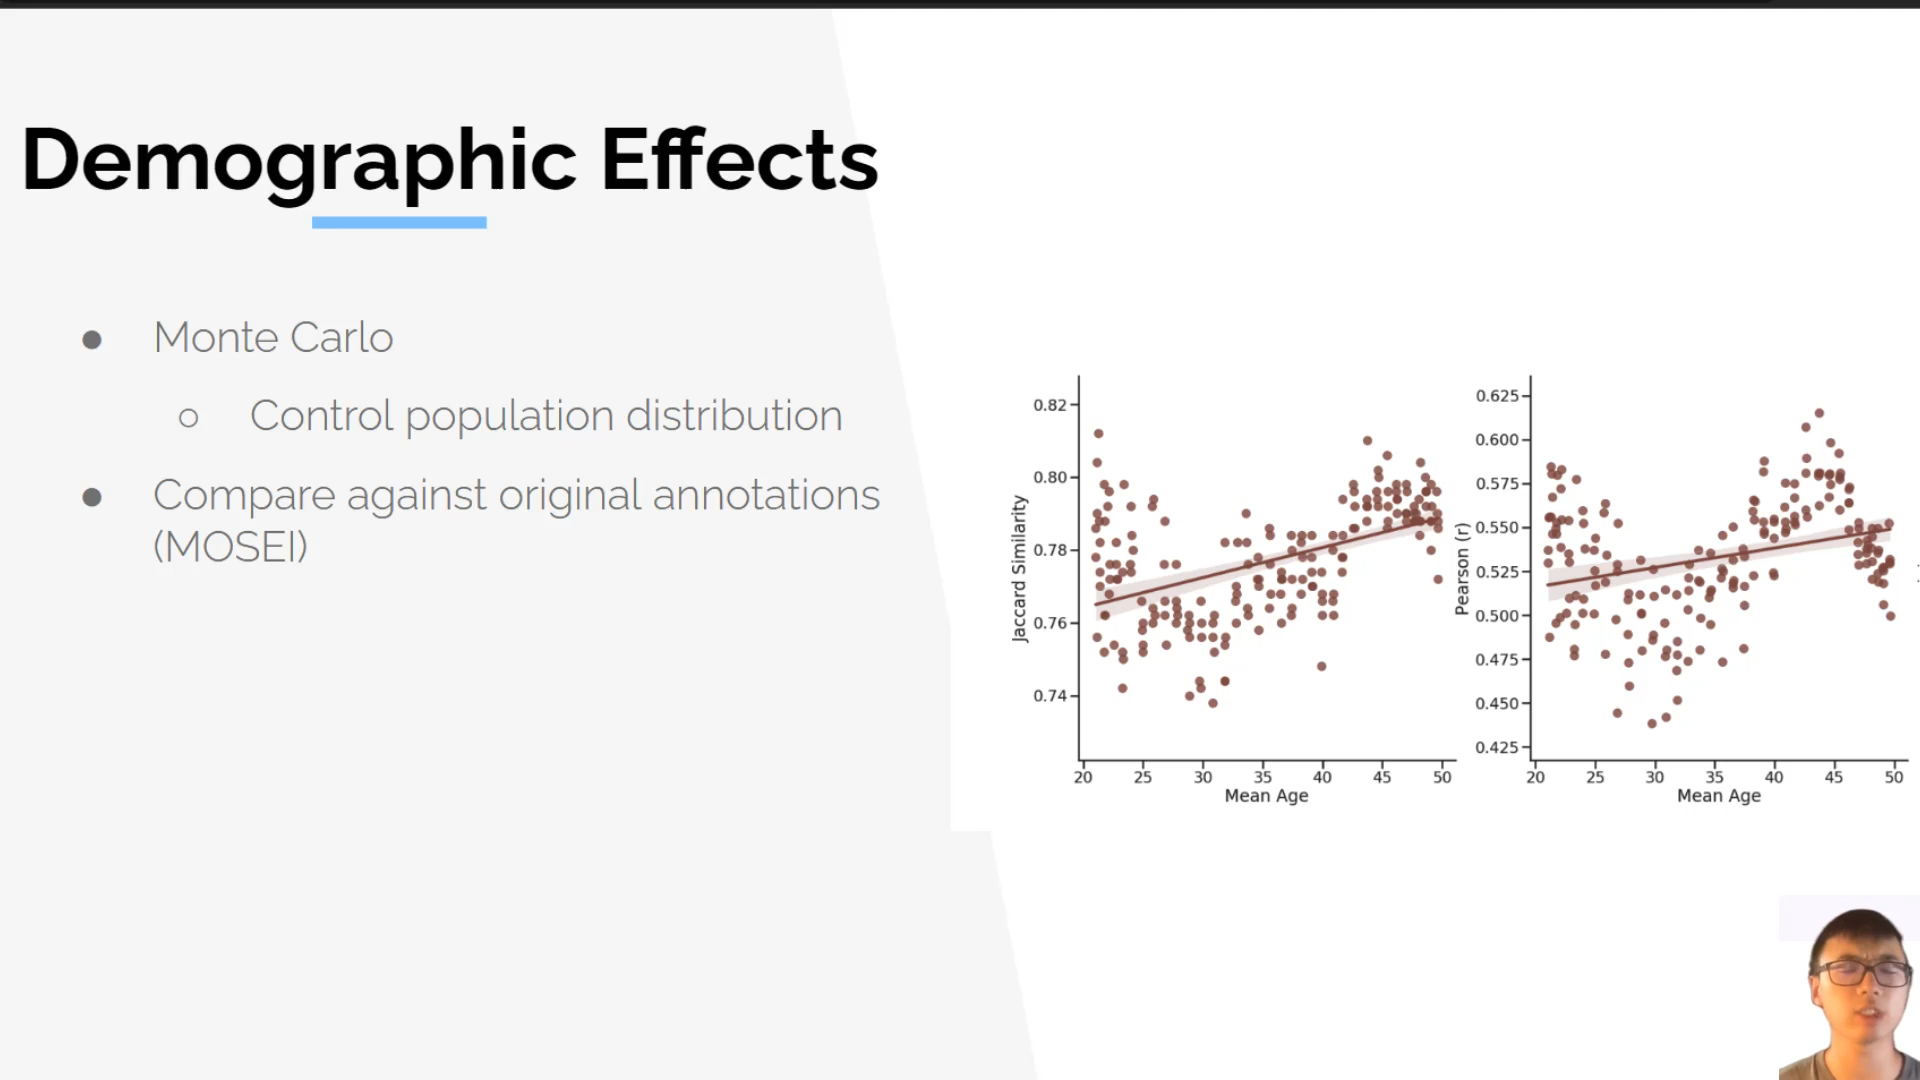 Demographic Effects
Monte Carlo
Control population distribution
Compare against original annotations
(MOSEI)
0.82
0.80
0.78
0.76
0.74
Jaccard Similarity
20 25 30 35 40 45 50
Mean Age
0.625
0.600
0.575
0.550
0.525
0.500
0.475
0.450
0.425
Pearson (r)
20 25 30 35 40 45 50
Mean Age